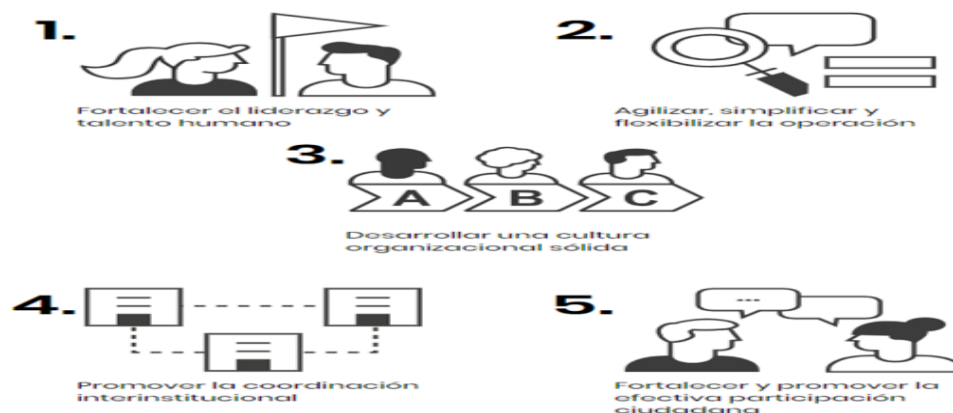 1.
Fortalecer el liderazgo y
talento humano
2.
Agilizar, simplificar y
flexibilizar la operación
3.
A B C
Desarrollar una cultura
organizacional sólida
4.
Promover la coordinación
interinstitucional
5.
...
Fortalecer y promover la
efectiva participación
ciudadana